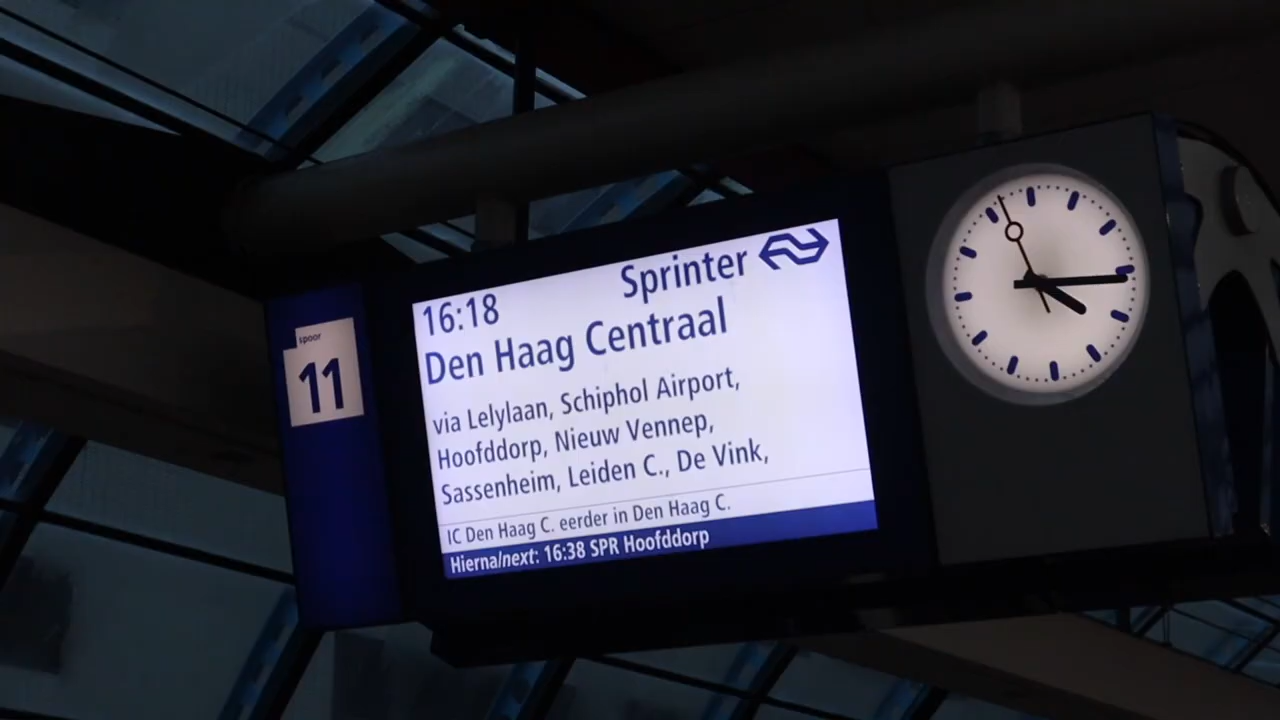 spoor
11
16:18 Sprinter
Den Haag Centraal
via Lelylaan, Schiphol Airport,
Hoofddorp, Nieuw Vennep,
Sassenheim, Leiden C., De Vink,
IC Den Haag C. eerder in Den Haag C.
Hierna/next: 16:38 SPR Hoofddorp